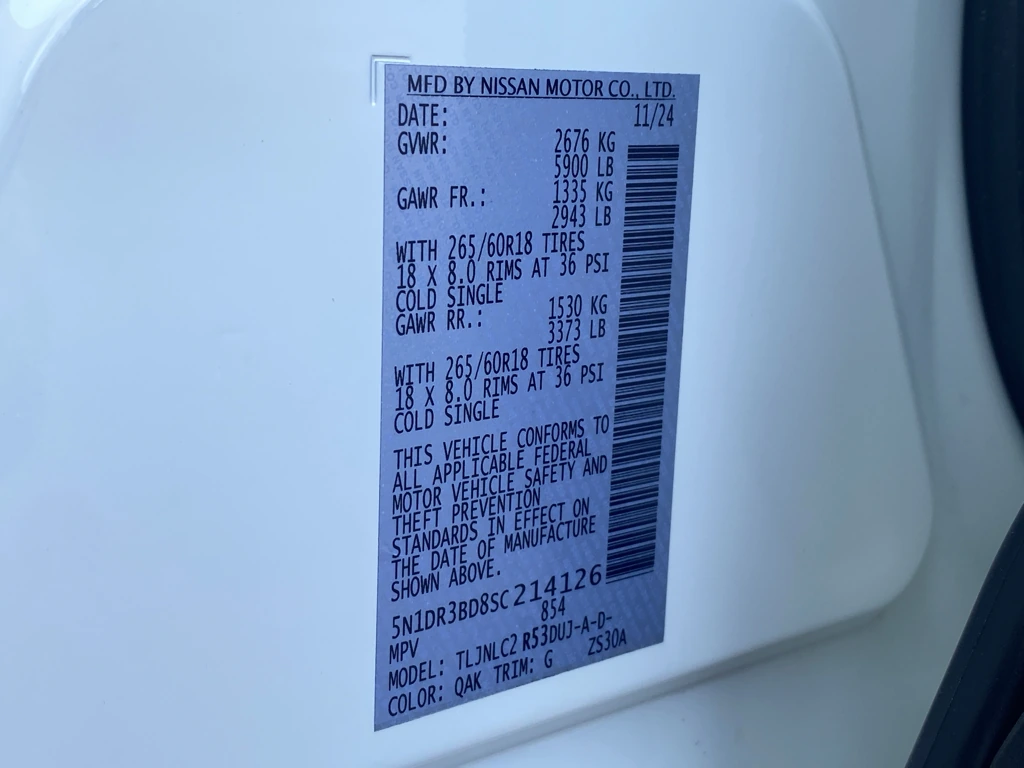 MFD BY NISSAN MOTOR CO., LTD.
DATE: 11/24
GVWR: 2676 KG
5900 LB
GAWR FR.: 1335 KG
2943 LB
WITH 265/60R18 TIRES
18 X 8.0 RIMS AT 36 PSI
COLD SINGLE
GAWR RR.: 1530 KG
3373 LB
WITH 265/60R18 TIRES
18 X 8.0 RIMS AT 36 PSI
COLD SINGLE
THIS VEHICLE CONFORMS TO
ALL APPLICABLE FEDERAL
MOTOR VEHICLE SAFETY AND
THEFT PREVENTION
STANDARDS IN EFFECT ON
THE DATE OF MANUFACTURE
SHOWN ABOVE.
5N1DR3BD8SC214126
MPV 854
MODEL: TLJNLC2 R53DUJ-A-D-
COLOR: QAK TRIM: G ZS30A